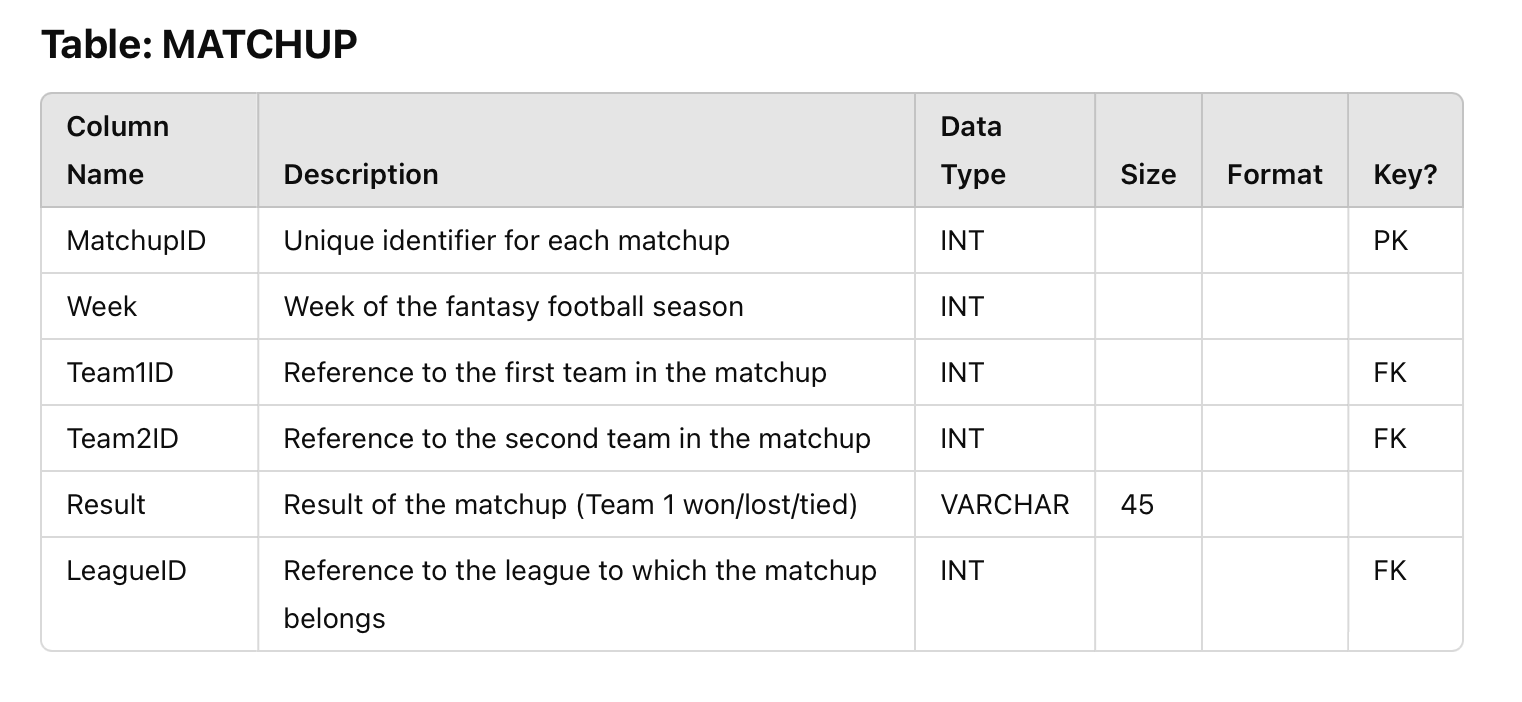 Table: MATCHUP
Column Name Description Data Type Size Format Key?
MatchupID Unique identifier for each matchup INT PK
Week Week of the fantasy football season INT
Team1ID Reference to the first team in the matchup INT FK
Team2ID Reference to the second team in the matchup INT FK
Result Result of the matchup (Team 1 won/lost/tied) VARCHAR 45
LeagueID Reference to the league to which the matchup INT FK
belongs